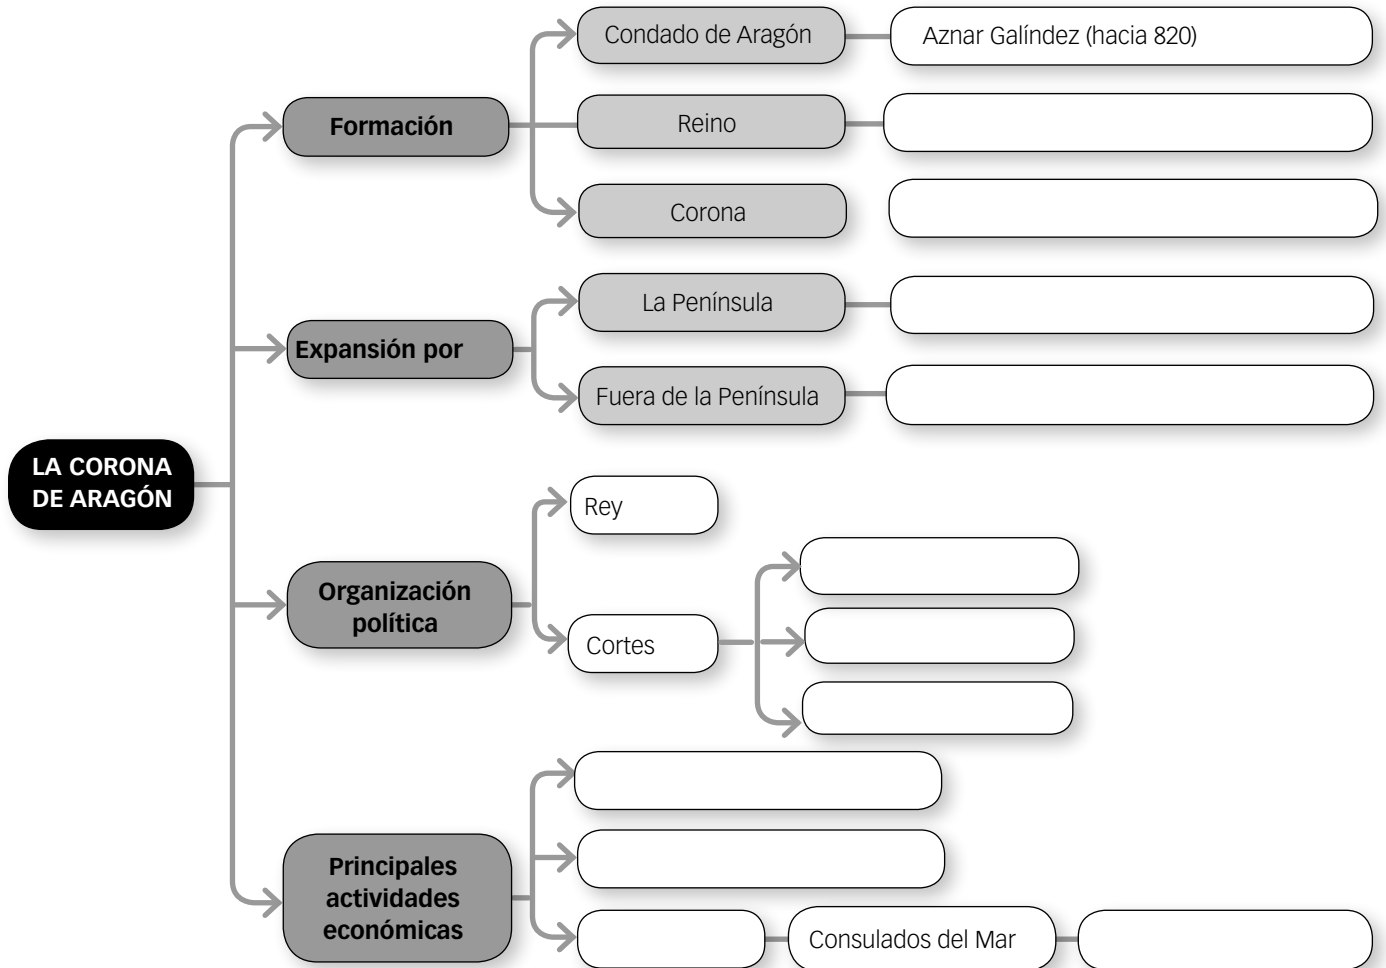 Condado de Aragón
Aznar Galíndez (hacia 820)
Formación
Reino
Corona
La Península
Expansión por
Fuera de la Península
LA CORONA
DE ARAGÓN
Rey
Organización
política
Cortes
Principales
actividades
económicas
Consulados del Mar